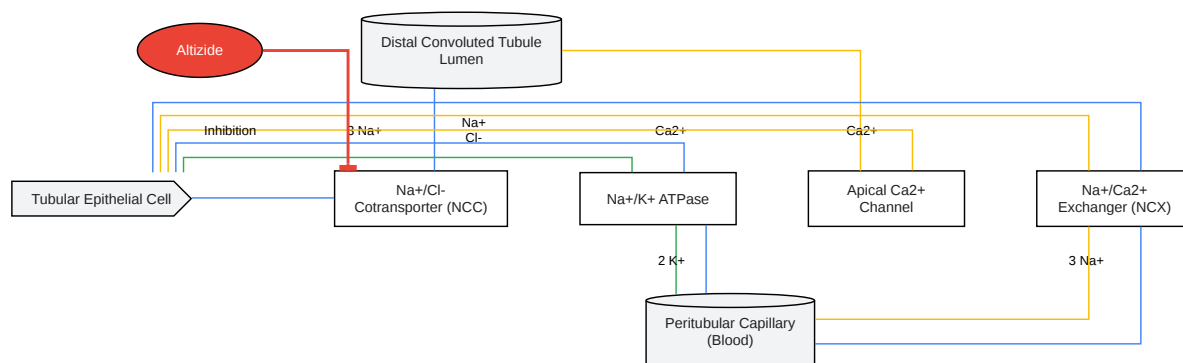 Altizide
Distal Convoluted Tubule
Lumen
Inhibition
3 Na+
Na+
Cl-
Ca2+
Ca2+
Tubular Epithelial Cell
Na+/Cl-
Cotransporter (NCC)
Na+/K+ ATPase
Apical Ca2+
Channel
Na+/Ca2+
Exchanger (NCX)
2 K+
3 Na+
Peritubular Capillary
(Blood)